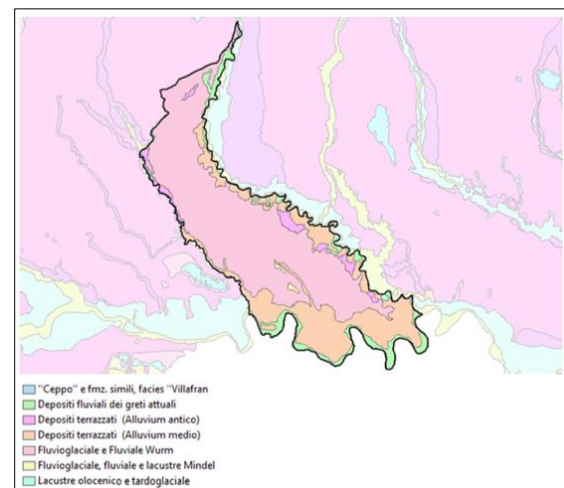 "Ceppo" e fmz. simili, facies "Villafran
Depositi fluviali dei greti attuali
Depositi terrazzati (Alluvium antico)
Depositi terrazzati (Alluvium medio)
Fluvioglaciale e Fluviale Wurm
Fluvioglaciale, fluviale e lacustre Mindel
Lacustre olocenico e tardoglaciale